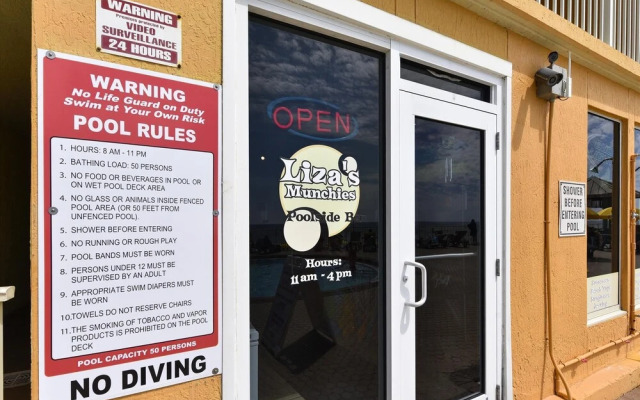 WARNING
Premises protected by
VIDEO
SURVEILLANCE
24 HOURS
WARNING
No Life Guard on Duty
Swim at Your Own Risk
POOL RULES
1. HOURS: 8 AM - 11 PM
2. BATHING LOAD: 50 PERSONS
3. NO FOOD OR BEVERAGES IN POOL OR
ON WET POOL DECK AREA
4. NO GLASS OR ANIMALS INSIDE FENCED
POOL AREA (OR 50 FEET FROM
UNFENCED POOL).
5. SHOWER BEFORE ENTERING
6. NO RUNNING OR ROUGH PLAY
7. POOL BANDS MUST BE WORN
8. PERSONS UNDER 12 MUST BE
SUPERVISED BY AN ADULT
9. APPROPRIATE SWIM DIAPERS MUST
BE WORN
10. TOWELS DO NOT RESERVE CHAIRS
11. THE SMOKING OF TOBACCO AND VAPOR
PRODUCTS IS PROHIBITED ON THE POOL
DECK
POOL CAPACITY 50 PERSONS
NO DIVING
OPEN
Liza's
Munchies
Poolside B
Hours:
11 am - 4 pm
SHOWER
BEFORE
ENTERING
POOL